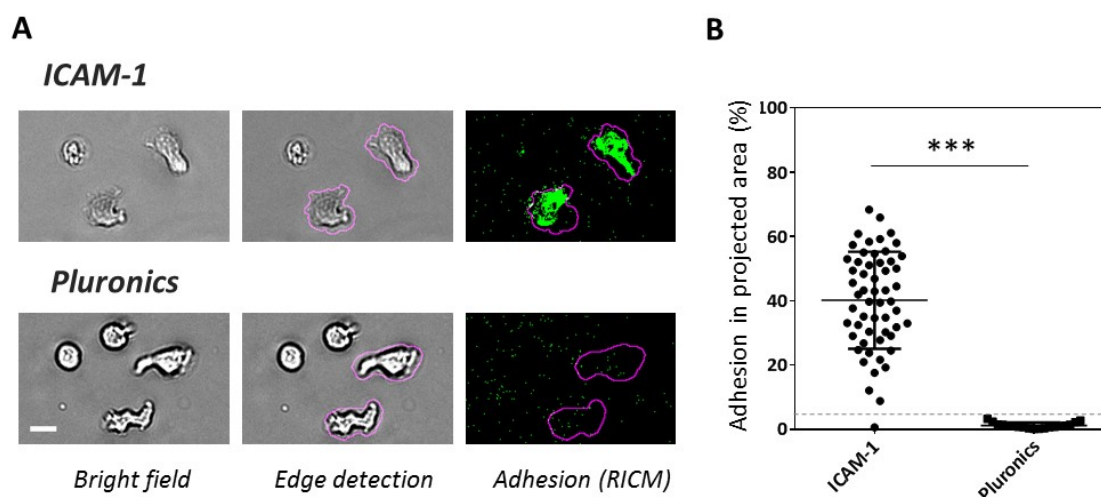 A
ICAM-1
Pluronics
Bright field
Edge detection
Adhesion (RICM)
B
Adhesion in projected area (%)
100
80
60
40
20
0
***
ICAM-1
Pluronics